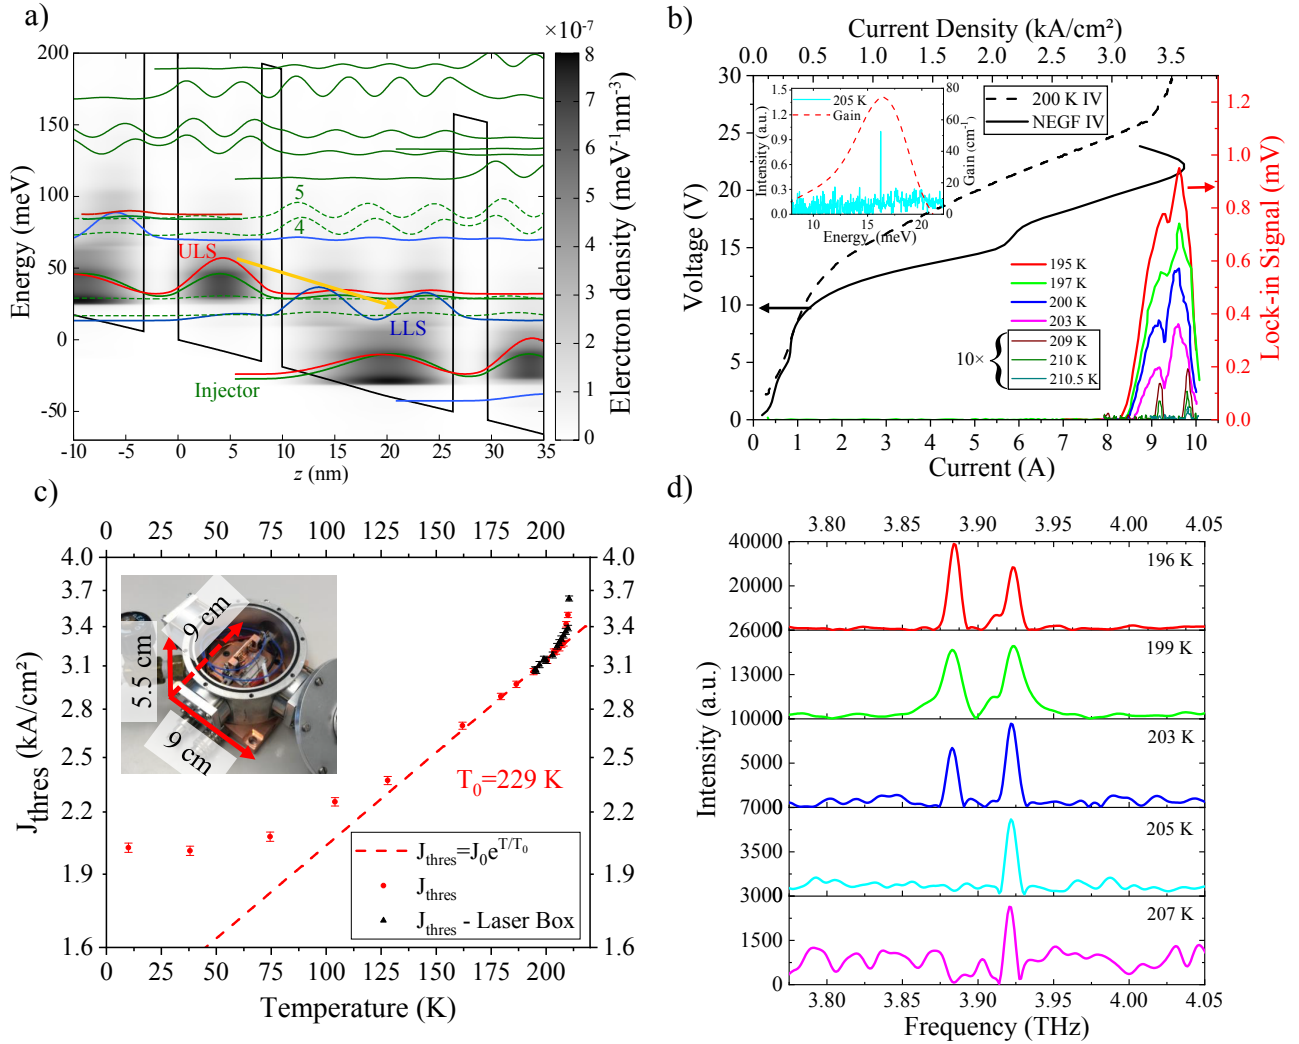 a)
×10⁻⁷
200
150
100
50
0
-50
Energy (meV)
5
4
ULS
LLS
Injector
-10
-5
0
5
10
15
20
25
30
35
z (nm)
8
7
6
5
4
3
2
1
0
Elerctron density (meV⁻¹nm⁻³)
b)
Current Density (kA/cm²)
0.0 0.5 1.0 1.5 2.0 2.5 3.0 3.5
30
25
20
15
10
5
0
Voltage (V)
1.5
1.2
0.9
0.6
0.3
0.0
Intensity (a.u.)
205 K
Gain
80
60
40
20
0
Gain (cm⁻¹)
10 15 20
Energy (meV)
200 K IV
NEGF IV
195 K
197 K
200 K
203 K
10×
209 K
210 K
210.5 K
1.2
1.0
0.8
0.6
0.4
0.2
0.0
Lock-in Signal (mV)
0 1 2 3 4 5 6 7 8 9 10
Current (A)
c)
0 25 50 75 100 125 150 175 200
4.0
3.7
3.4
3.1
2.8
2.5
2.2
1.9
1.6
J_thres (kA/cm²)
9 cm
5.5 cm
9 cm
T₀=229 K
J_thres=J₀e^T/T₀
J_thres
J_thres - Laser Box
4.0
3.7
3.4
3.1
2.8
2.5
2.2
1.9
1.6
0 25 50 75 100 125 150 175 200
Temperature (K)
d)
3.80 3.85 3.90 3.95 4.00 4.05
40000
20000
0
26000
13000
0
10000
5000
0
7000
3500
0
3000
1500
0
Intensity (a.u.)
196 K
199 K
203 K
205 K
207 K
3.80 3.85 3.90 3.95 4.00 4.05
Frequency (THz)